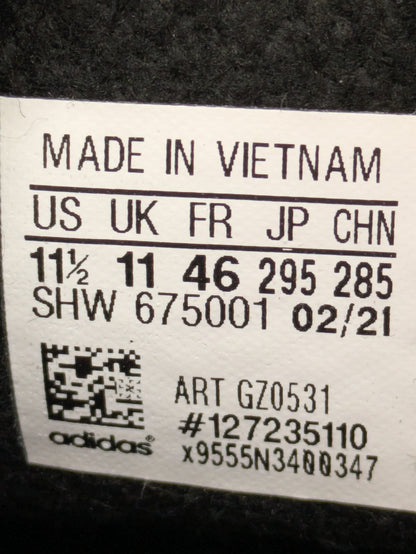 MADE IN VIETNAM
US UK FR JP CHN
11½ 11 46 295 285
SHW 675001 02/21
ART GZ0531
#127235110
x9555N3400347
adidas®